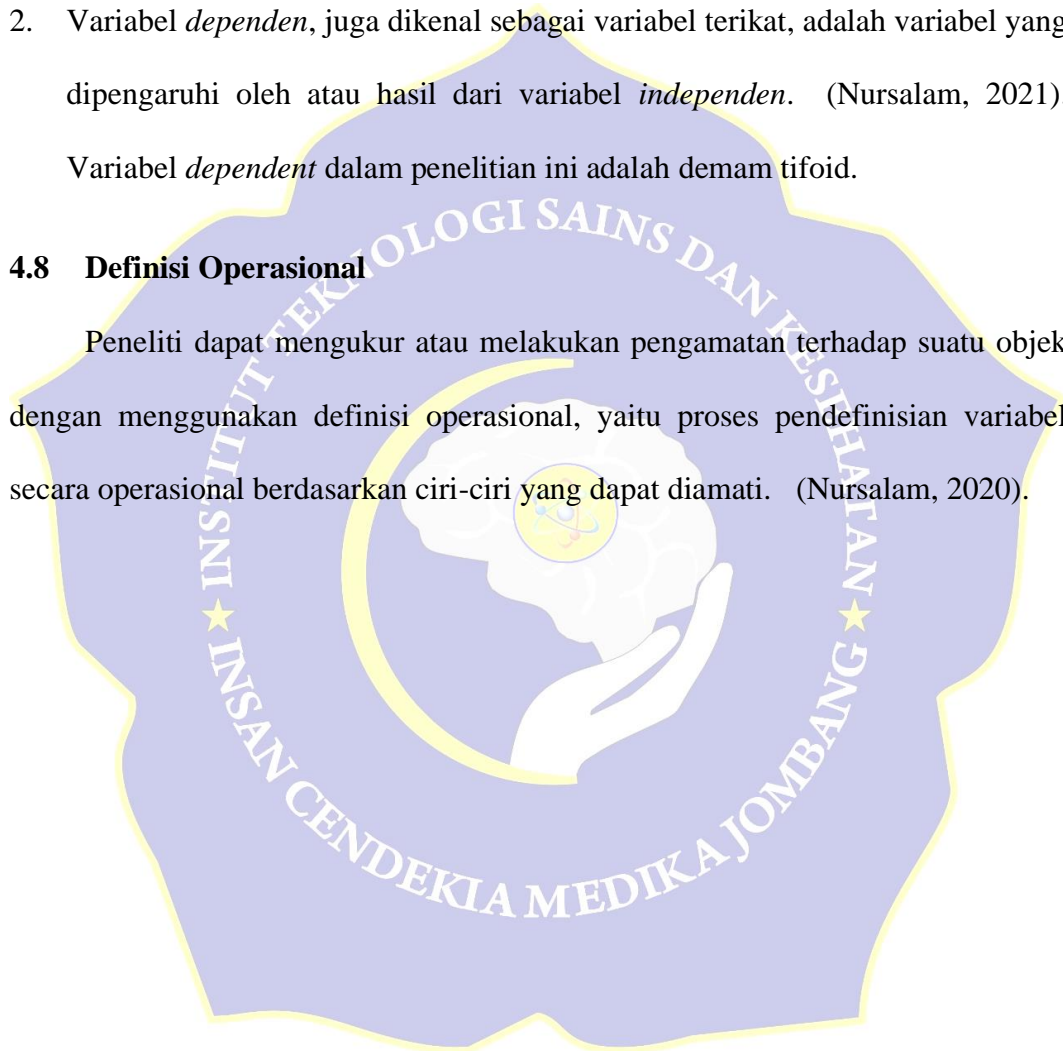 2. Variabel dependen, juga dikenal sebagai variabel terikat, adalah variabel yang
dipengaruhi oleh atau hasil dari variabel independen. (Nursalam, 2021)
Variabel dependent dalam penelitian ini adalah demam tifoid.
4.8 Definisi Operasional
Peneliti dapat mengukur atau melakukan pengamatan terhadap suatu objek
dengan menggunakan definisi operasional, yaitu proses pendefinisian variabel
secara operasional berdasarkan ciri-ciri yang dapat diamati. (Nursalam, 2020).
INSTITUT TEKNOLOGI SAINS DAN KESEHATAN
INSAN CENDEKIA MEDIKA JOMBANG